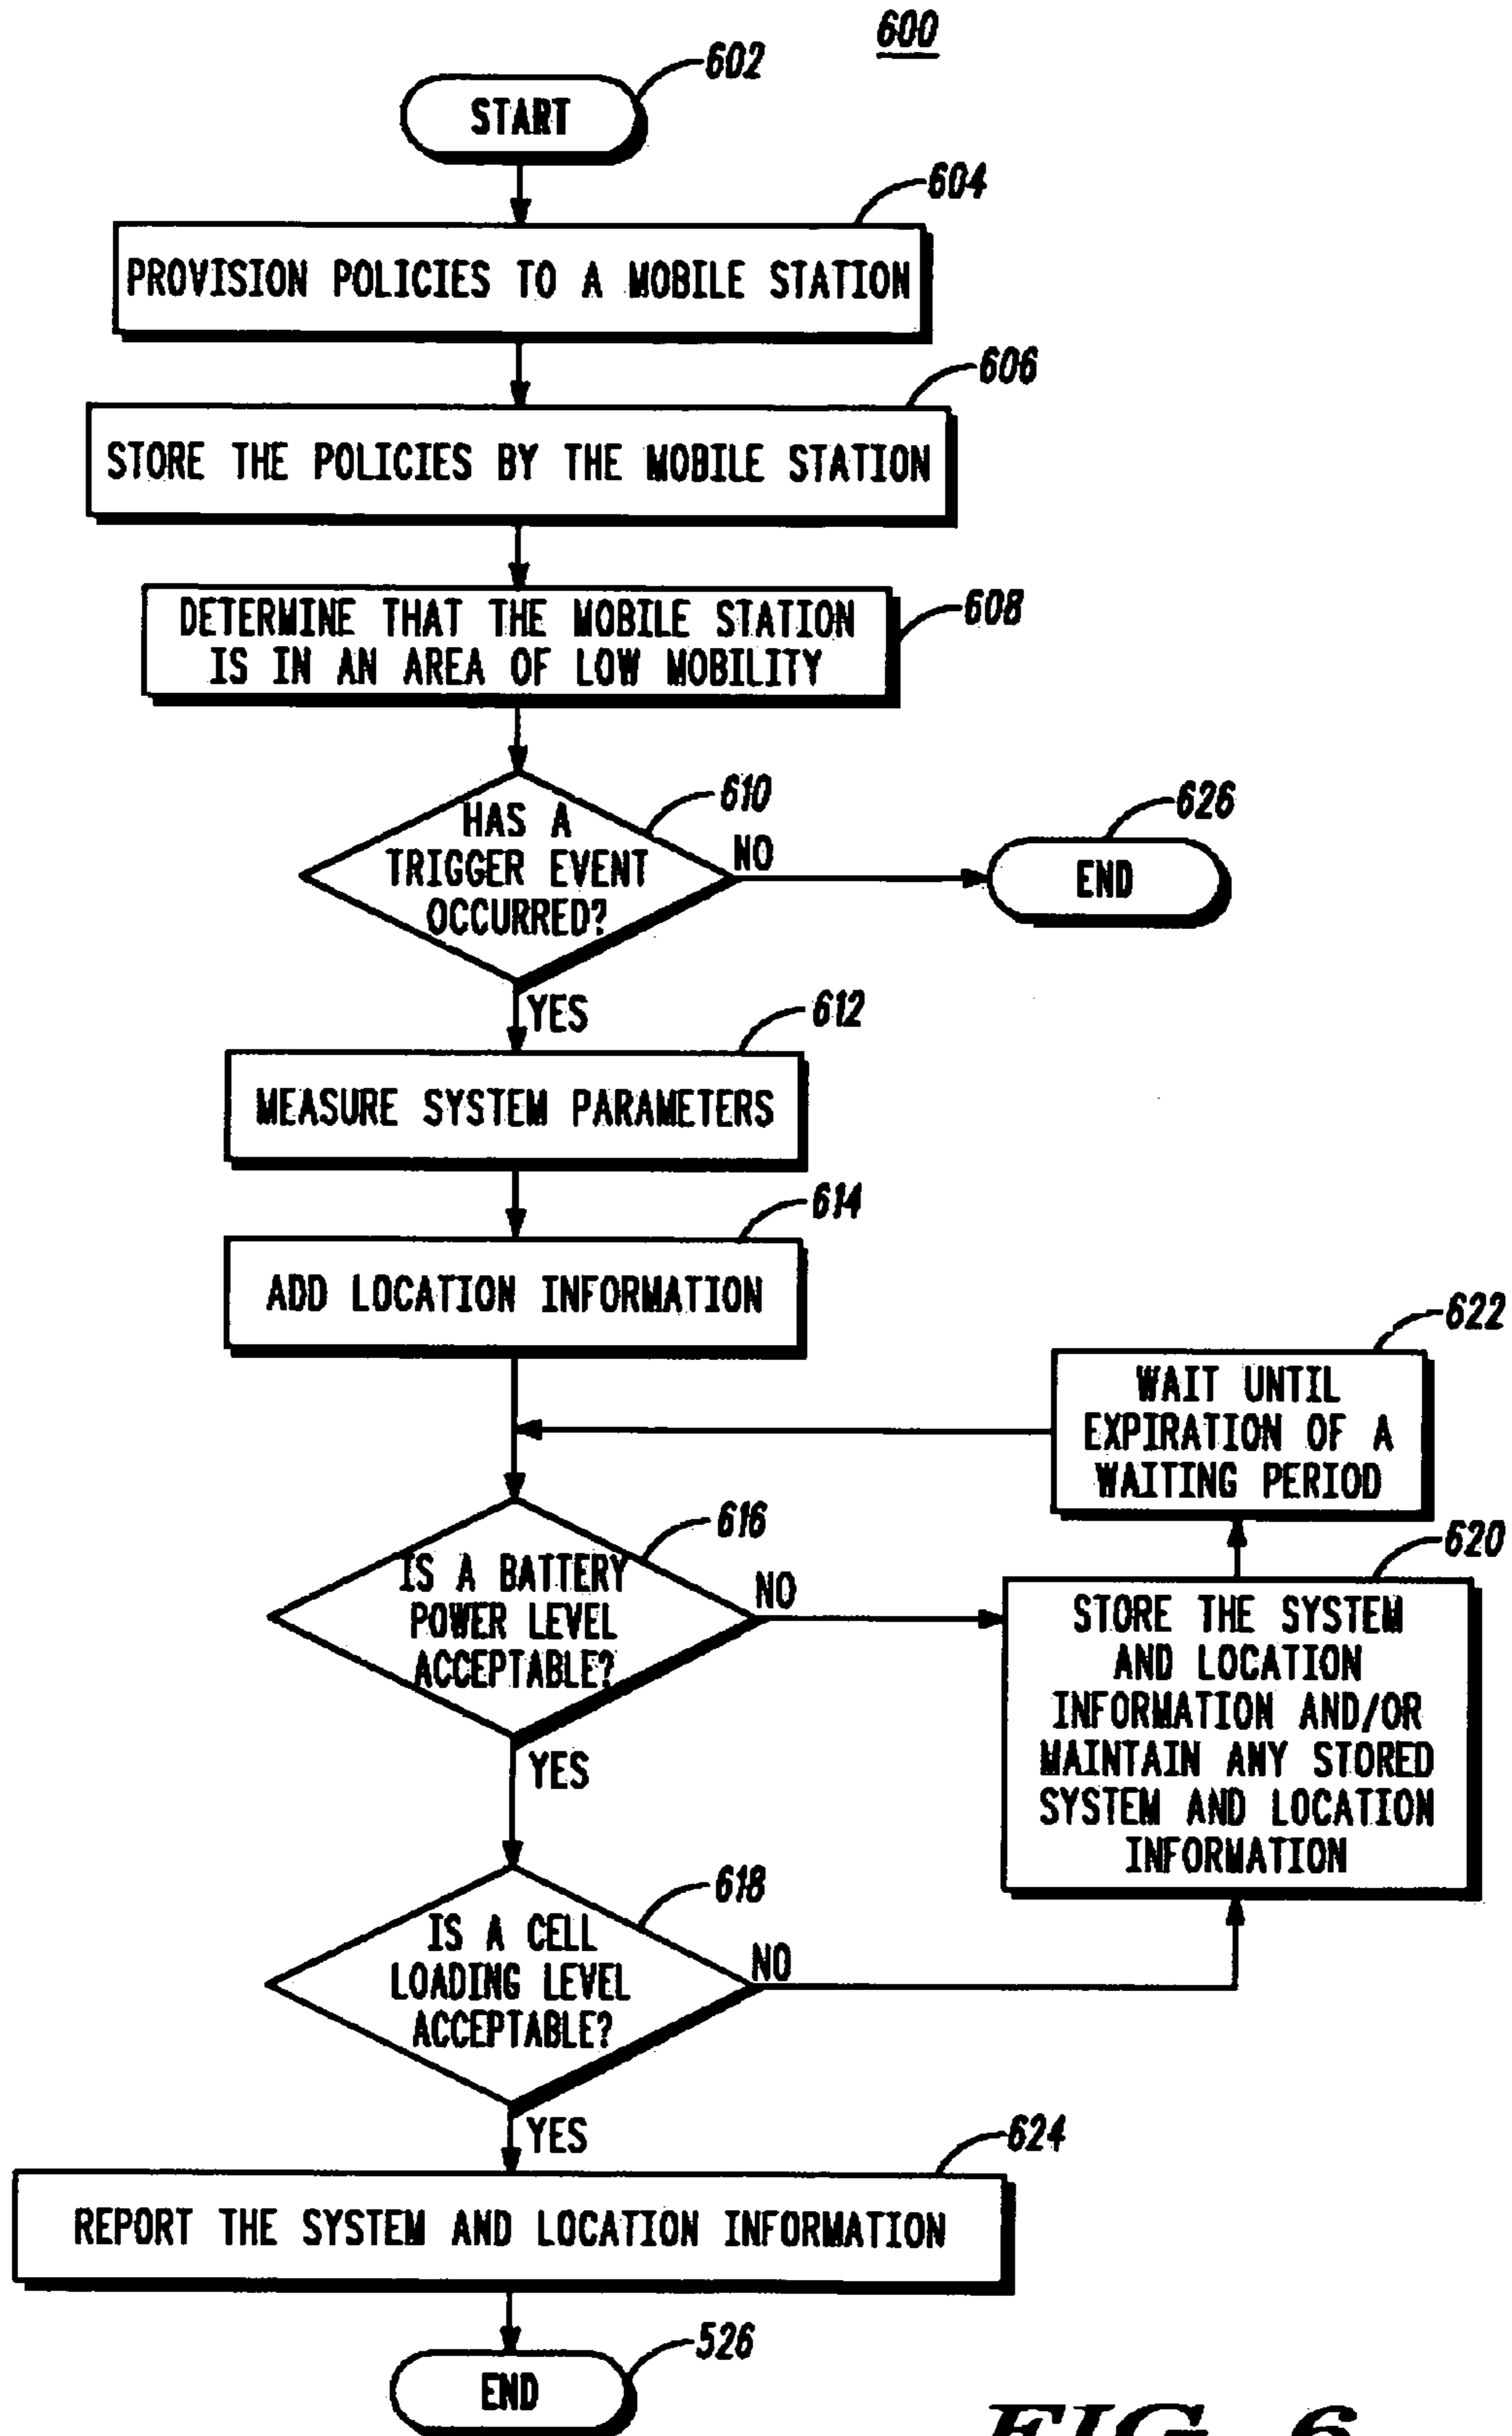 600
602
START
604
PROVISION POLICIES TO A MOBILE STATION
606
STORE THE POLICIES BY THE MOBILE STATION
608
DETERMINE THAT THE MOBILE STATION
IS IN AN AREA OF LOW MOBILITY
610
HAS A
TRIGGER EVENT
OCCURRED?
NO
626
END
YES
612
MEASURE SYSTEM PARAMETERS
614
ADD LOCATION INFORMATION
622
WAIT UNTIL
EXPIRATION OF A
WAITING PERIOD
616
IS A BATTERY
POWER LEVEL
ACCEPTABLE?
NO
620
STORE THE SYSTEM
AND LOCATION
INFORMATION AND/OR
MAINTAIN ANY STORED
SYSTEM AND LOCATION
INFORMATION
YES
618
IS A CELL
LOADING LEVEL
ACCEPTABLE?
NO
YES
624
REPORT THE SYSTEM AND LOCATION INFORMATION
526
END
FIG. 6